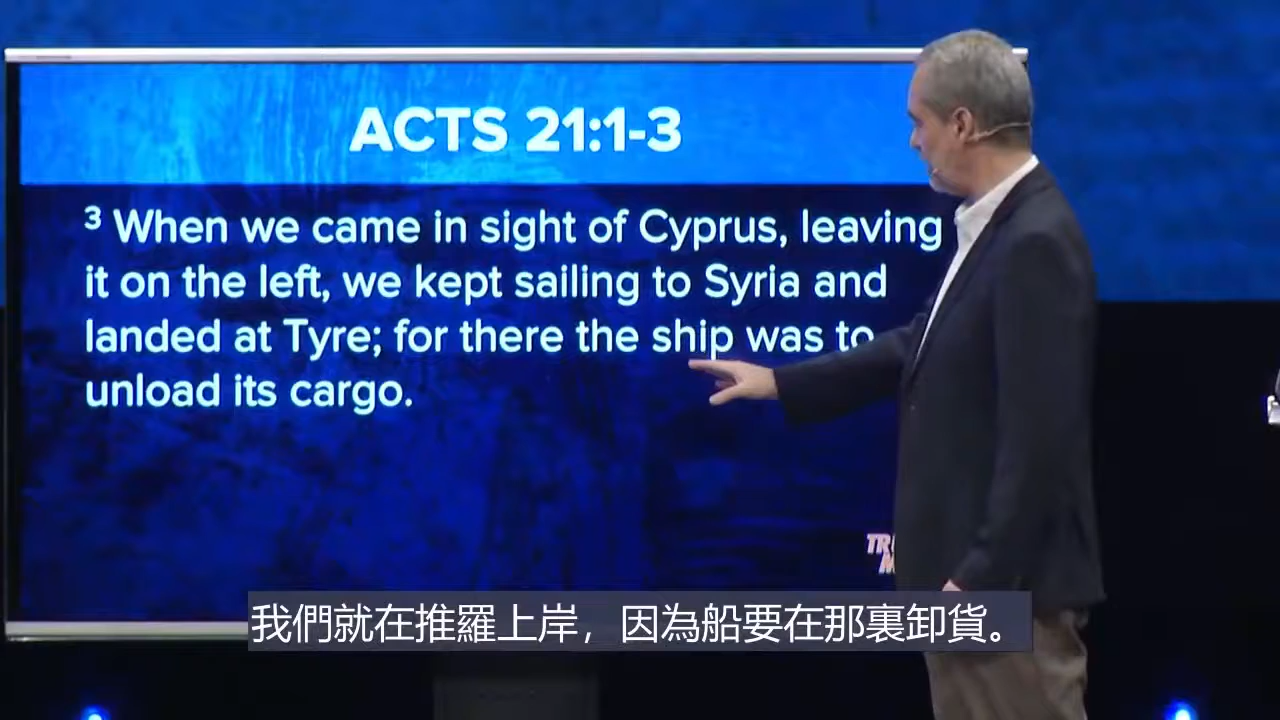 ACTS 21:1-3
3 When we came in sight of Cyprus, leaving
it on the left, we kept sailing to Syria and
landed at Tyre; for there the ship was to
unload its cargo.
我們就在推羅上岸，因為船要在那裏卸貨。